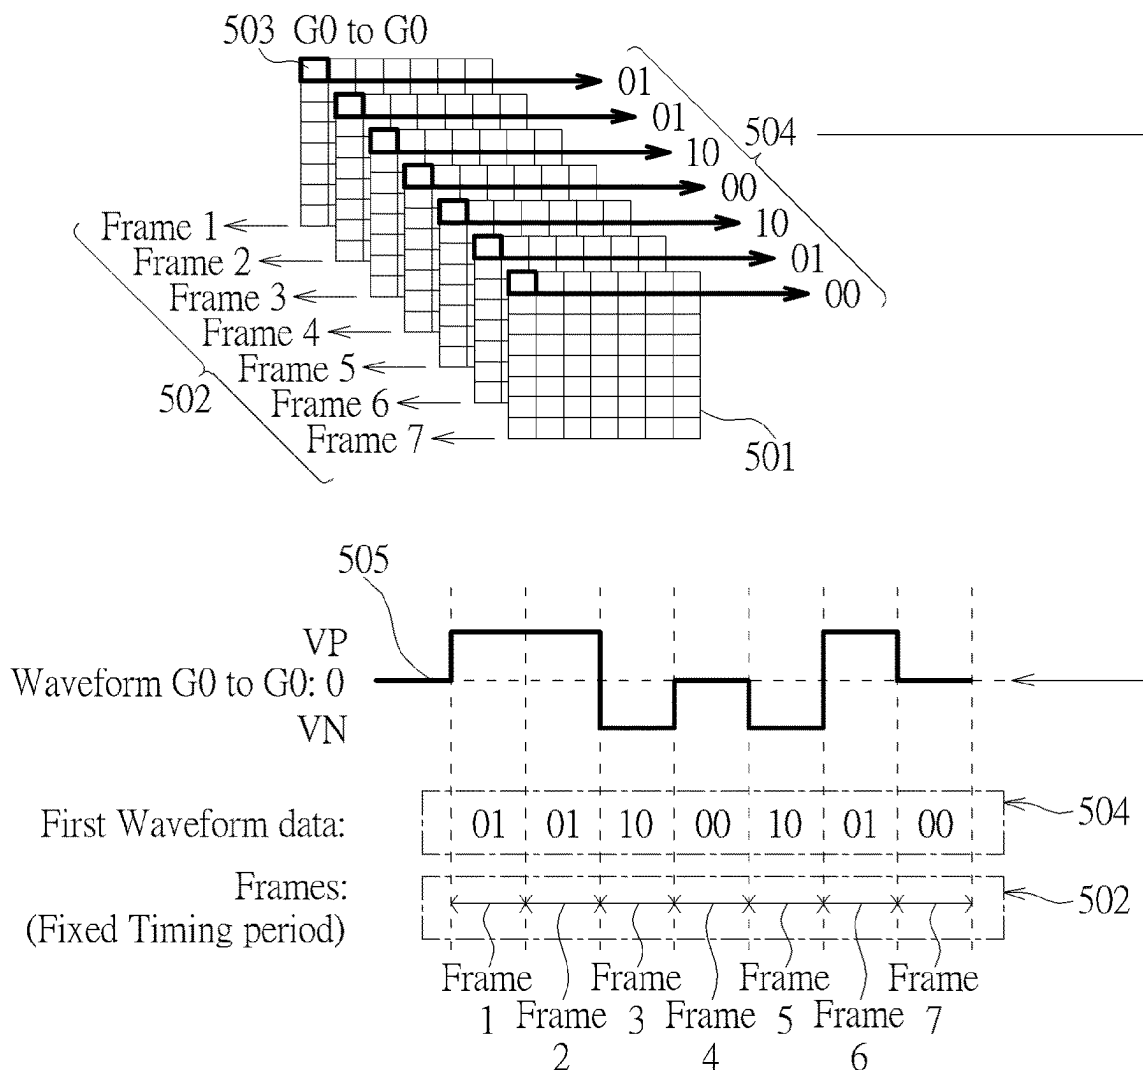 503 G0 to G0
01
01
504
10
00
10
01
00
Frame 1
Frame 2
Frame 3
Frame 4
Frame 5
Frame 6
Frame 7
502
501
505
VP
Waveform G0 to G0: 0
VN
First Waveform data: 01 01 10 00 10 01 00 504
Frames:
(Fixed Timing period)
502
Frame 1
Frame 2
Frame 3
Frame 4
Frame 5
Frame 6
Frame 7